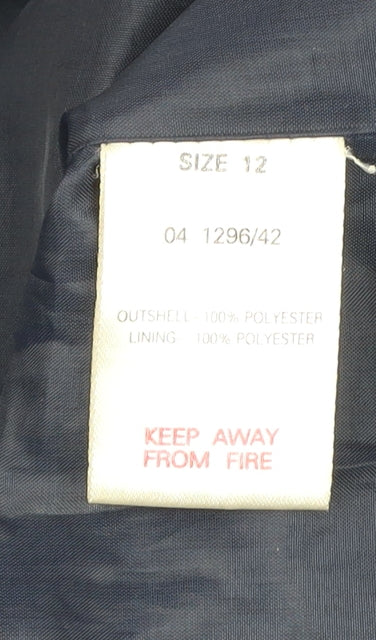 SIZE 12
04 1296/42
OUTSHELL - 100% POLYESTER
LINING - 100% POLYESTER
KEEP AWAY
FROM FIRE